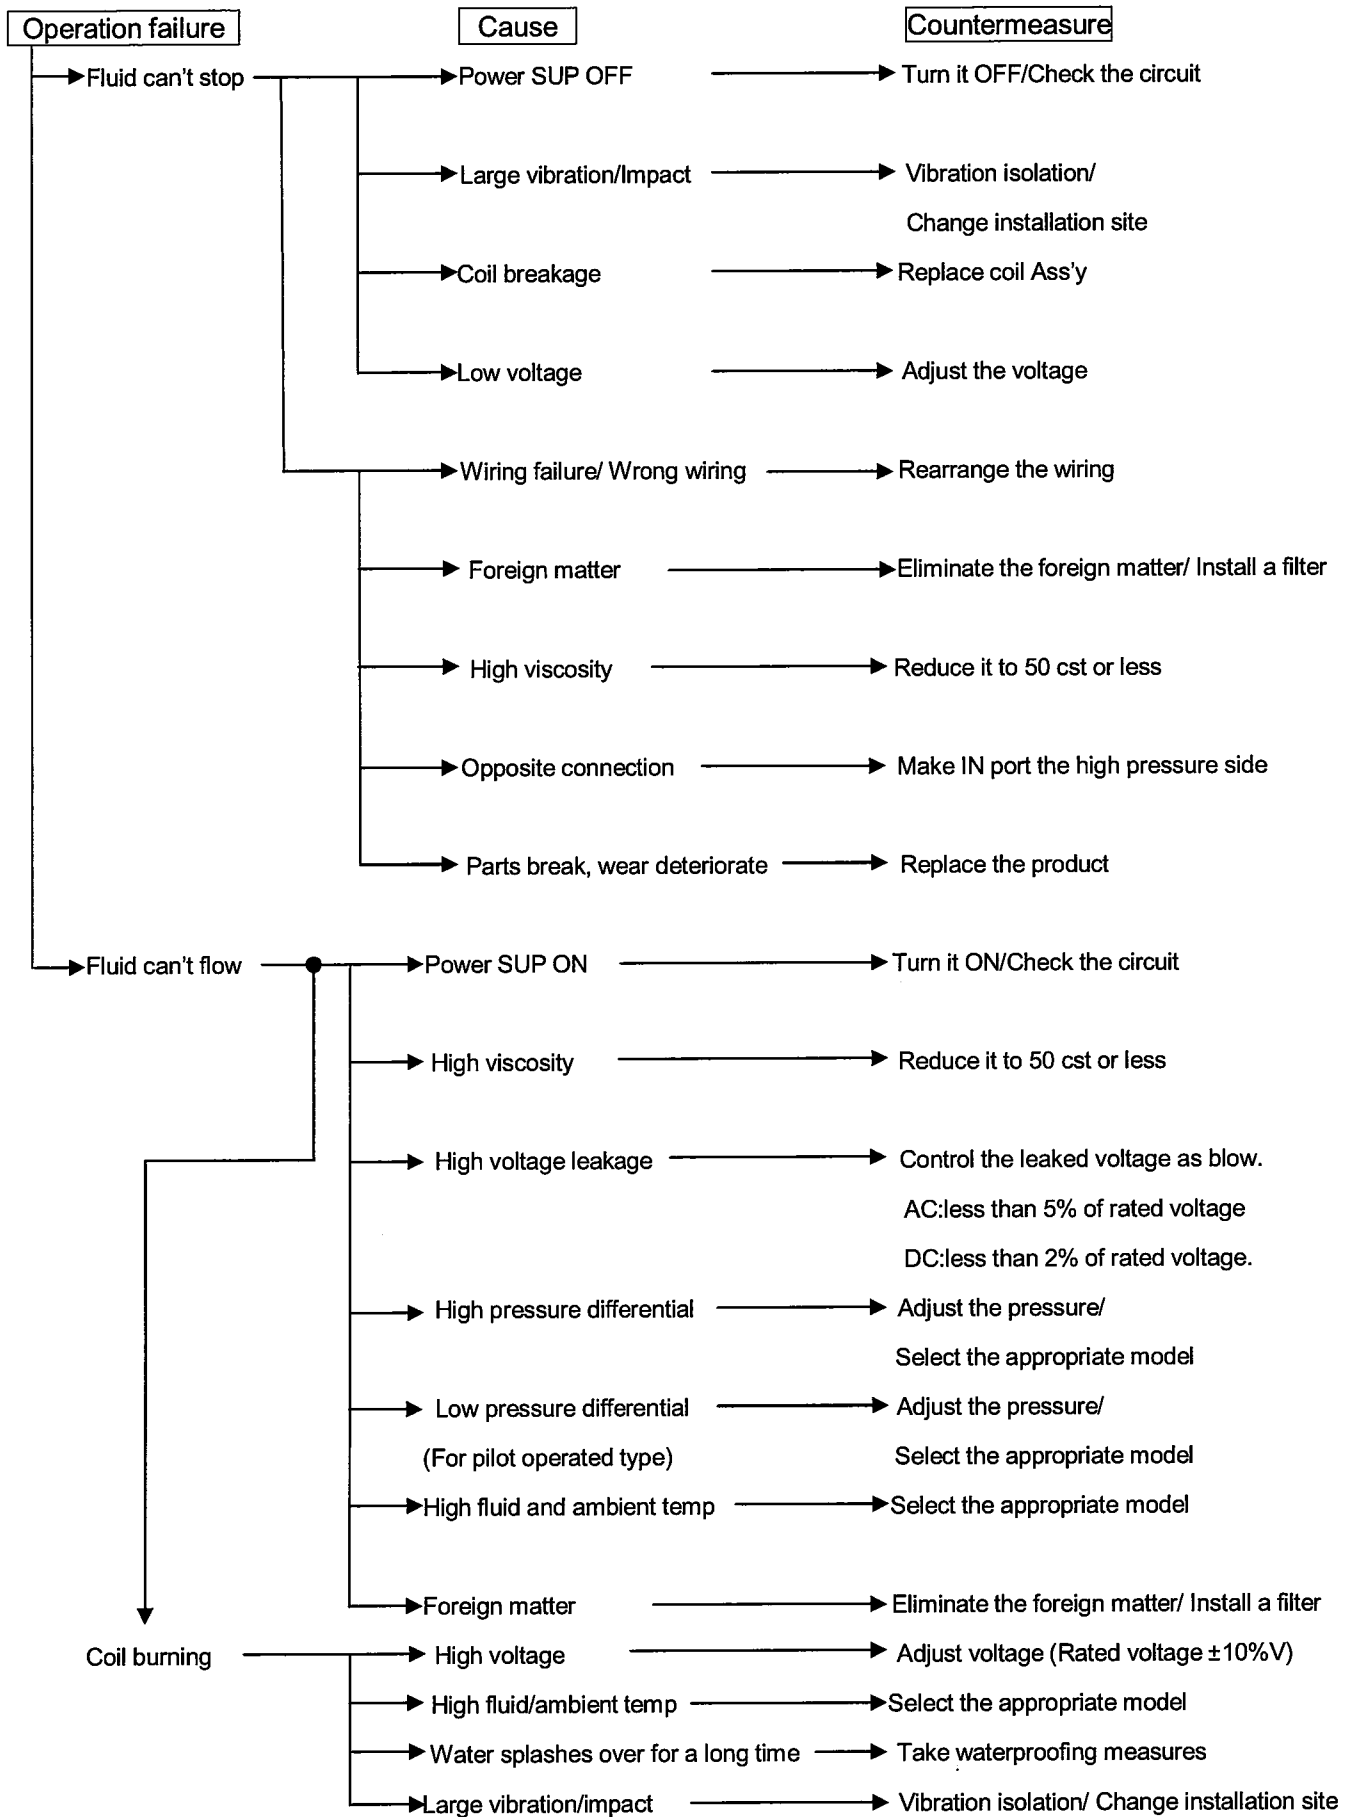 Operation failure
Cause
Countermeasure
Fluid can't stop
Power SUP OFF
Turn it OFF/Check the circuit
Large vibration/Impact
Vibration isolation/
Change installation site
Coil breakage
Replace coil Ass'y
Low voltage
Adjust the voltage
Wiring failure/ Wrong wiring
Rearrange the wiring
Foreign matter
Eliminate the foreign matter/ Install a filter
High viscosity
Reduce it to 50 cst or less
Opposite connection
Make IN port the high pressure side
Parts break, wear deteriorate
Replace the product
Fluid can't flow
Power SUP ON
Turn it ON/Check the circuit
High viscosity
Reduce it to 50 cst or less
High voltage leakage
Control the leaked voltage as blow.
AC:less than 5% of rated voltage
DC:less than 2% of rated voltage.
High pressure differential
Adjust the pressure/
Select the appropriate model
Low pressure differential
Adjust the pressure/
(For pilot operated type)
Select the appropriate model
High fluid and ambient temp
Select the appropriate model
Foreign matter
Eliminate the foreign matter/ Install a filter
Coil burning
High voltage
Adjust voltage (Rated voltage ±10%V)
High fluid/ambient temp
Select the appropriate model
Water splashes over for a long time
Take waterproofing measures
Large vibration/impact
Vibration isolation/ Change installation site